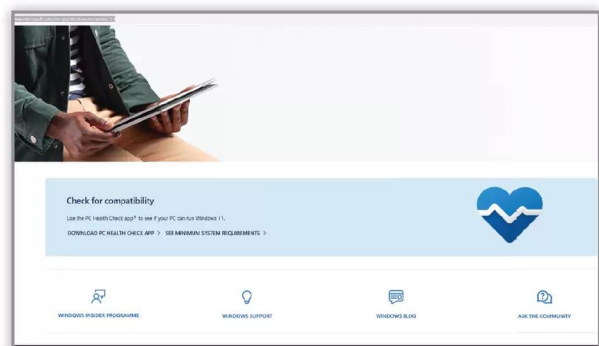 Check for compatibility
Use the PC Health Check app* to see if your PC can run Windows 11.
DOWNLOAD PC HEALTH CHECK APP > SEE MINIMUM SYSTEM REQUIREMENTS >
WINDOWS INSIDER PROGRAMME WINDOWS SUPPORT WINDOWS BLOG ASK THE COMMUNITY